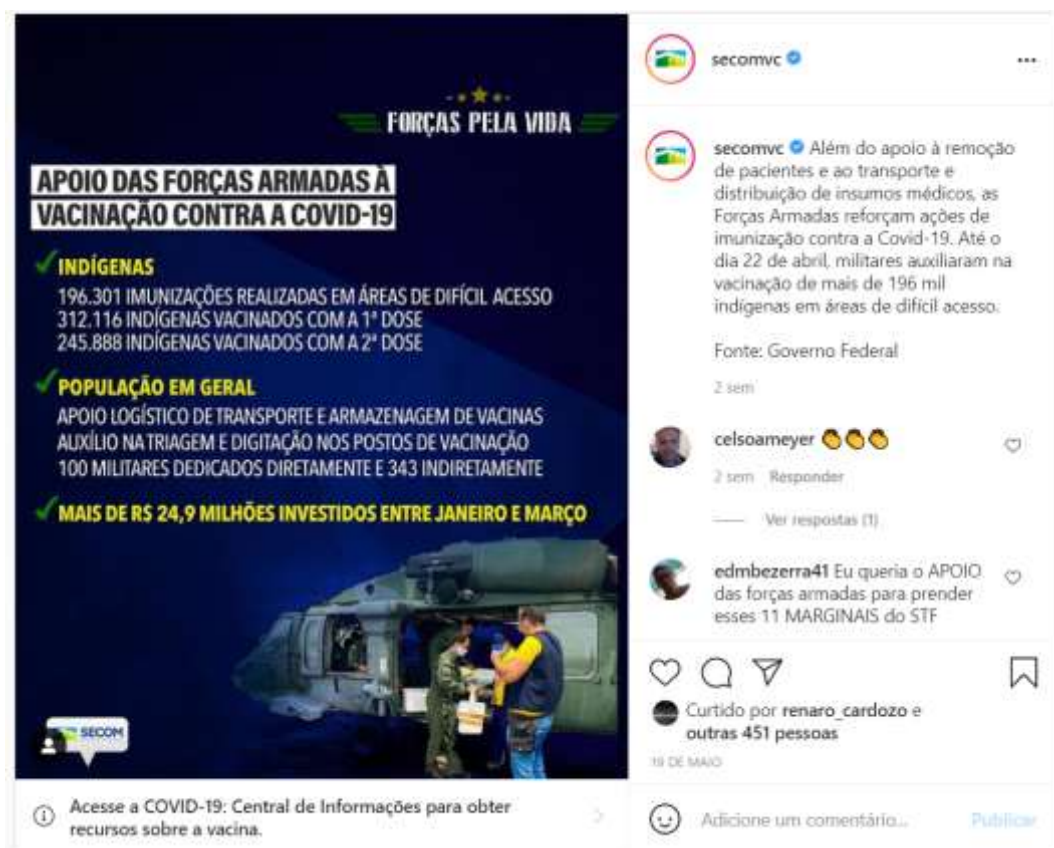 FORÇAS PELA VIDA
APOIO DAS FORÇAS ARMADAS À
VACINAÇÃO CONTRA A COVID-19
INDÍGENAS
196.301 IMUNIZAÇÕES REALIZADAS EM ÁREAS DE DIFÍCIL ACESSO
312.116 INDÍGENAS VACINADOS COM A 1ª DOSE
245.888 INDÍGENAS VACINADOS COM A 2ª DOSE
POPULAÇÃO EM GERAL
APOIO LOGÍSTICO DE TRANSPORTE E ARMAZENAGEM DE VACINAS
AUXÍLIO NA TRIAGEM E DIGITAÇÃO NOS POSTOS DE VACINAÇÃO
100 MILITARES DEDICADOS DIRETAMENTE E 343 INDIRETAMENTE
MAIS DE R$ 24,9 MILHÕES INVESTIDOS ENTRE JANEIRO E MARÇO
SECOM
Acesse a COVID-19: Central de Informações para obter
recursos sobre a vacina.
secomvc
secomvc Além do apoio à remoção
de pacientes e ao transporte e
distribuição de insumos médicos, as
Forças Armadas reforçam ações de
imunização contra a Covid-19. Até o
dia 22 de abril, militares auxiliaram na
vacinação de mais de 196 mil
indígenas em áreas de difícil acesso.
Fonte: Governo Federal
2 sem
celsoameyer 👏👏👏
2 sem Responder
Ver respostas (1)
edmbezerra41 Eu queria o APOIO
das forças armadas para prender
esses 11 MARGINAIS do STF
Curtido por renaro_cardozo e
outras 451 pessoas
19 DE MAIO
Adicione um comentário... Publicar